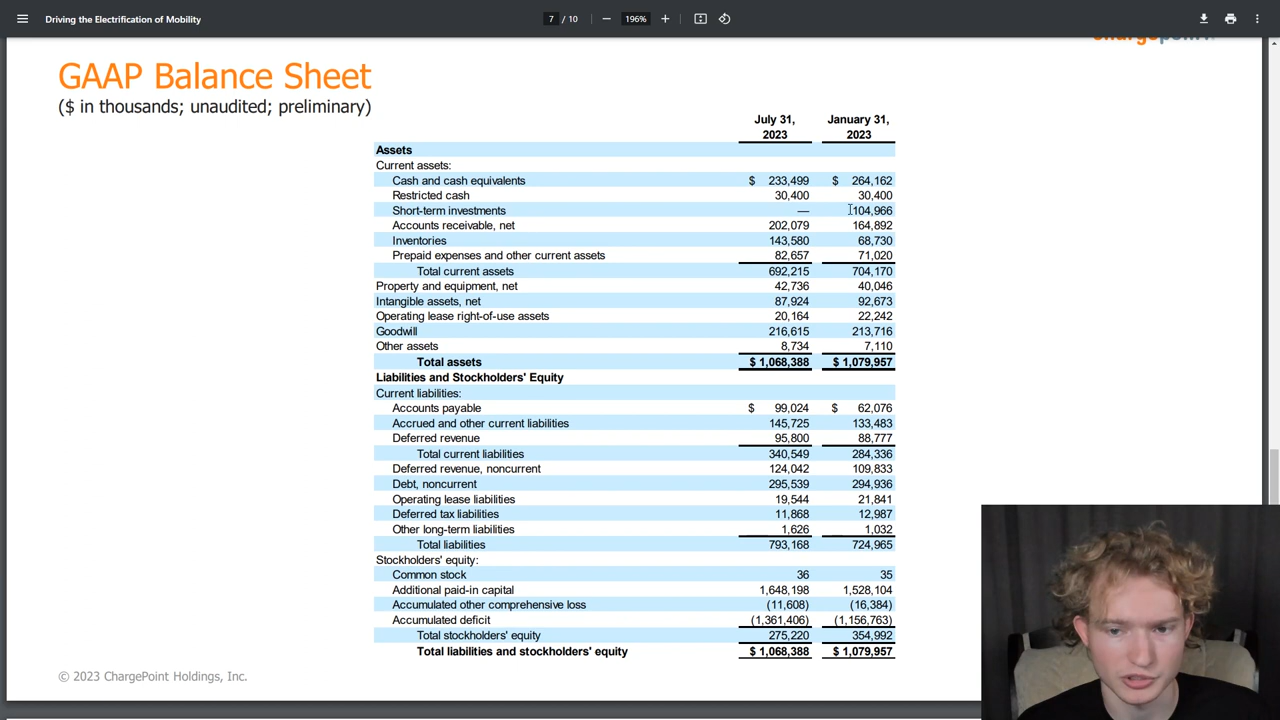 Driving the Electrification of Mobility
7 / 10
196%
GAAP Balance Sheet
($ in thousands; unaudited; preliminary)
July 31, January 31,
2023 2023
Assets
Current assets:
Cash and cash equivalents $ 233,499 $ 264,162
Restricted cash 30,400 30,400
Short-term investments — 104,966
Accounts receivable, net 202,079 164,892
Inventories 143,580 68,730
Prepaid expenses and other current assets 82,657 71,020
Total current assets 692,215 704,170
Property and equipment, net 42,736 40,046
Intangible assets, net 87,924 92,673
Operating lease right-of-use assets 20,164 22,242
Goodwill 216,615 213,716
Other assets 8,734 7,110
Total assets $ 1,068,388 $ 1,079,957
Liabilities and Stockholders' Equity
Current liabilities:
Accounts payable $ 99,024 $ 62,076
Accrued and other current liabilities 145,725 133,483
Deferred revenue 95,800 88,777
Total current liabilities 340,549 284,336
Deferred revenue, noncurrent 124,042 109,833
Debt, noncurrent 295,539 294,936
Operating lease liabilities 19,544 21,841
Deferred tax liabilities 11,868 12,987
Other long-term liabilities 1,626 1,032
Total liabilities 793,168 724,965
Stockholders' equity:
Common stock 36 35
Additional paid-in capital 1,648,198 1,528,104
Accumulated other comprehensive loss (11,608) (16,384)
Accumulated deficit (1,361,406) (1,156,763)
Total stockholders' equity 275,220 354,992
Total liabilities and stockholders' equity $ 1,068,388 $ 1,079,957
© 2023 ChargePoint Holdings, Inc.